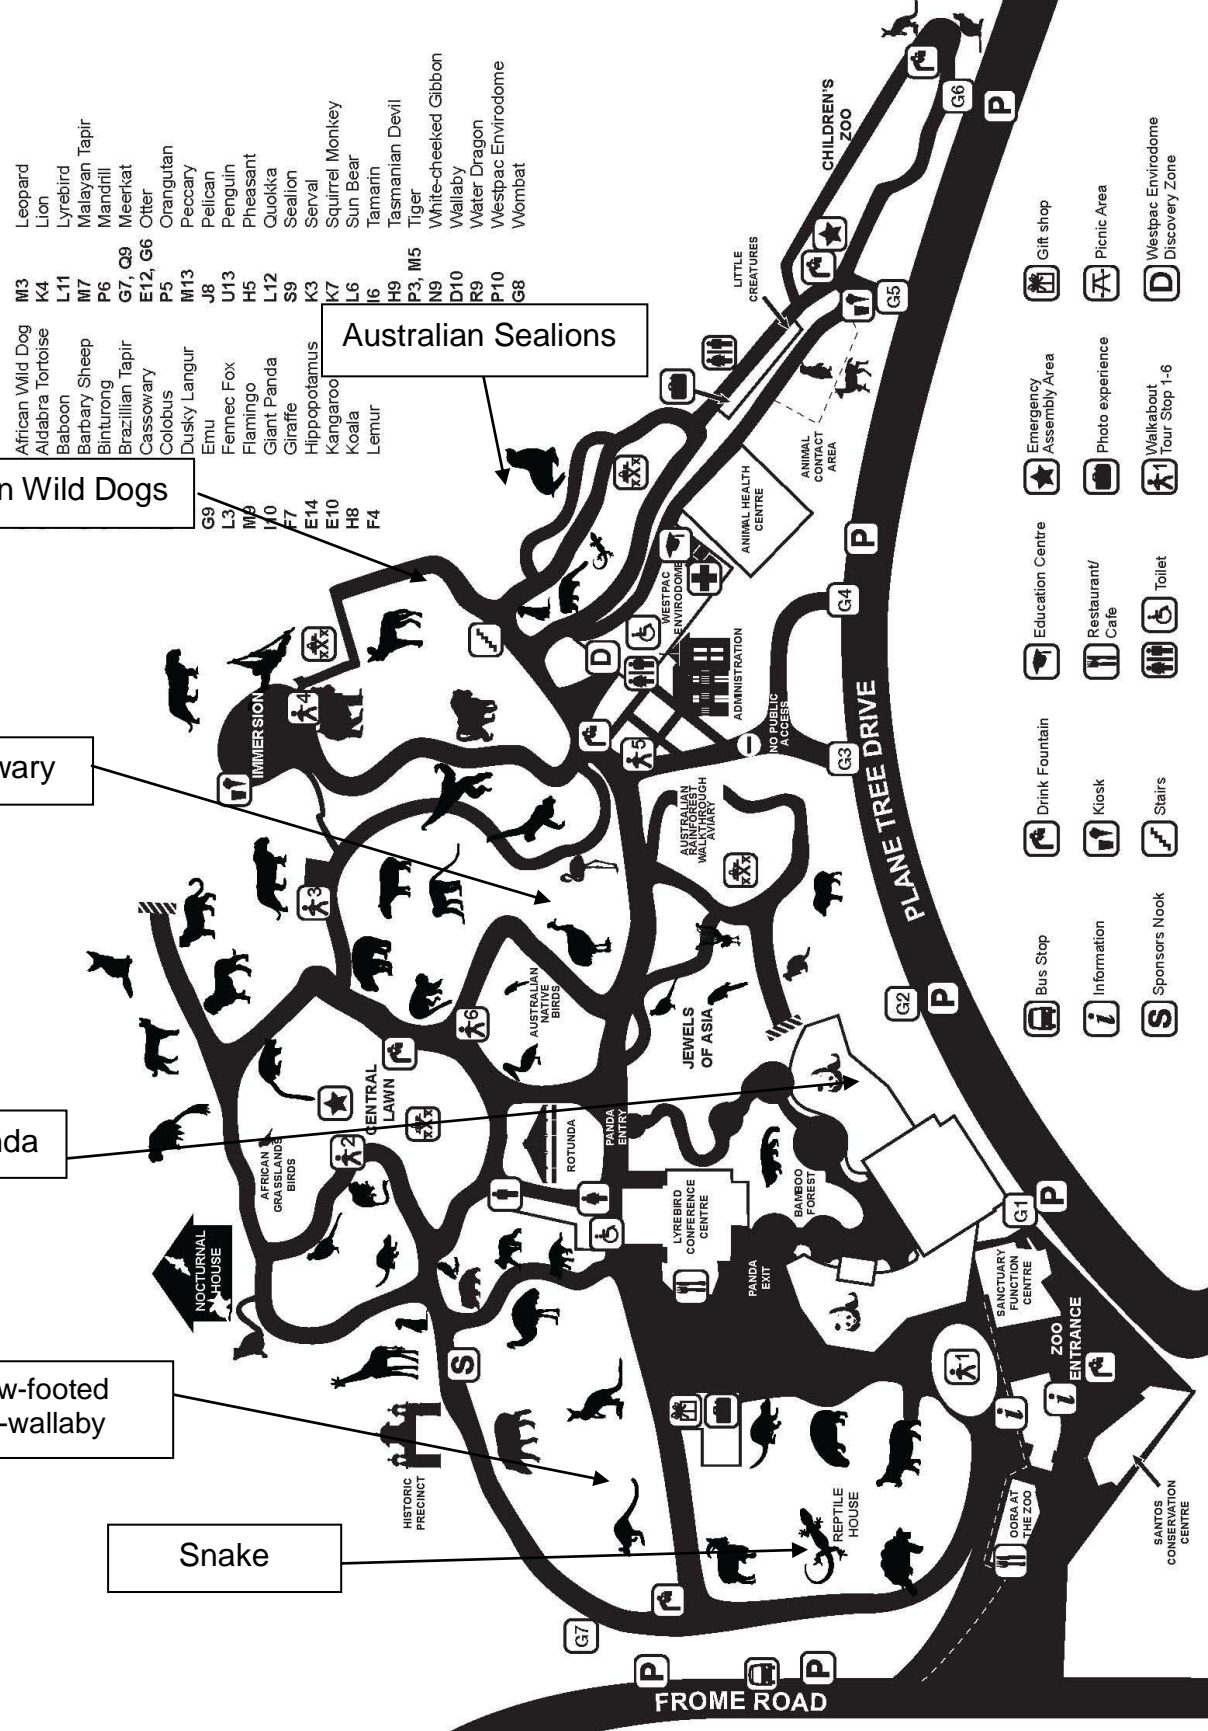 African Wild Dog M3 Leopard
Aldabra Tortoise K4 Lion
Baboon L11 Lyrebird
Barbary Sheep M7 Malayan Tapir
Binturong P6 Mandrill
Brazillian Tapir G7, Q9 Meerkat
Cassowary E12, G6 Otter
Colobus P5 Orangutan
Dusky Langur M13 Peccary
G9 Emu J8 Pelican
L3 Fennec Fox U13 Penguin
M9 Flamingo H5 Pheasant
I10 Giant Panda L12 Quokka
F7 Giraffe S9 Sealion
E14 Hippopotamus K3 Serval
E10 Kangaroo K7 Squirrel Monkey
H8 Koala L6 Sun Bear
F4 Lemur I6 Tamarin
H9 Tasmanian Devil
P3, M5 Tiger
N9 White-cheeked Gibbon
D10 Wallaby
R9 Water Dragon
P10 Westpac Envirodome
G8 Wombat
Australian Sealions
n Wild Dogs
wary
nda
w-footed
-wallaby
Snake
NOCTURNAL
HOUSE
HISTORIC
PRECINCT
S
AFRICAN
GRASSLANDS
BIRDS
2
CENTRAL
LAWN
3
IMMERSION
4
6
AUSTRALIAN
NATIVE
BIRDS
ROTUNDA
PANDA
ENTRY
LYREBIRD
CONFERENCE
CENTRE
PANDA
EXIT
BAMBOO
FOREST
JEWELS
OF ASIA
AUSTRALIAN
RAINFOREST
WALKTHROUGH
AVIARY
5
D
WESTPAC
ENVIRODOME
ADMINISTRATION
NO PUBLIC
ACCESS
ANIMAL HEALTH
CENTRE
ANIMAL
CONTACT
AREA
LITTLE
CREATURES
CHILDREN'S
ZOO
REPTILE
HOUSE
1
i
i
OORA AT
THE ZOO
ZOO
ENTRANCE
SANCTUARY
FUNCTION
CENTRE
SANTOS
CONSERVATION
CENTRE
G7
G1
G2
G3
G4
G5
G6
P
P
P
P
P
P
FROME ROAD
PLANE TREE DRIVE
Bus Stop
Drink Fountain
Education Centre
Emergency
Assembly Area
Gift shop
i Information
Kiosk
Restaurant/
Cafe
Photo experience
Picnic Area
S Sponsors Nook
Stairs
Toilet
1 Walkabout
Tour Stop 1-6
D Westpac Envirodome
Discovery Zone